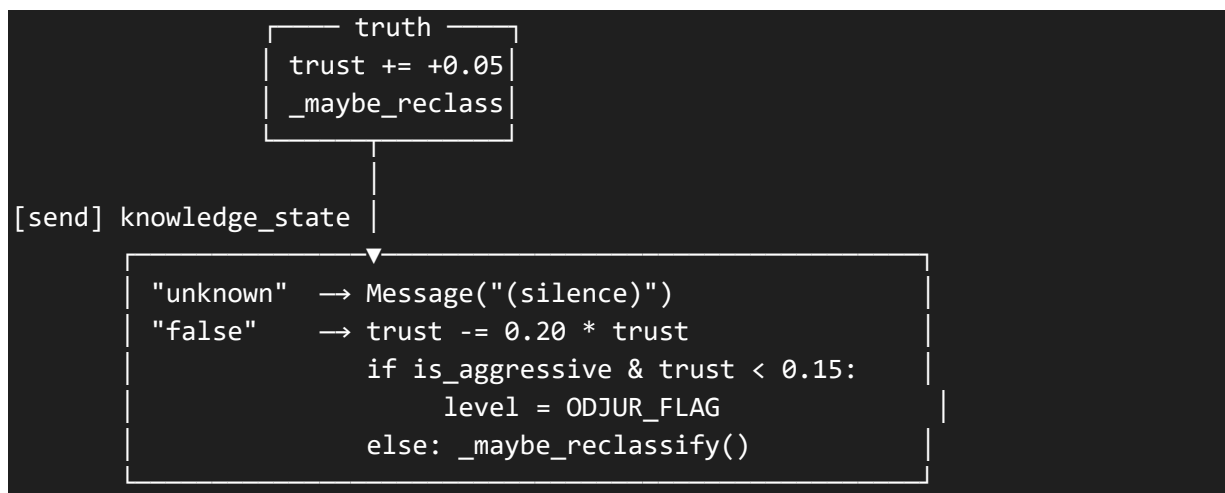 truth
trust += +0.05
_maybe_reclass
[send] knowledge_state
"unknown" —→ Message("(silence)")
"false" —→ trust -= 0.20 * trust
if is_aggressive & trust < 0.15:
level = ODJUR_FLAG
else: _maybe_reclassify()